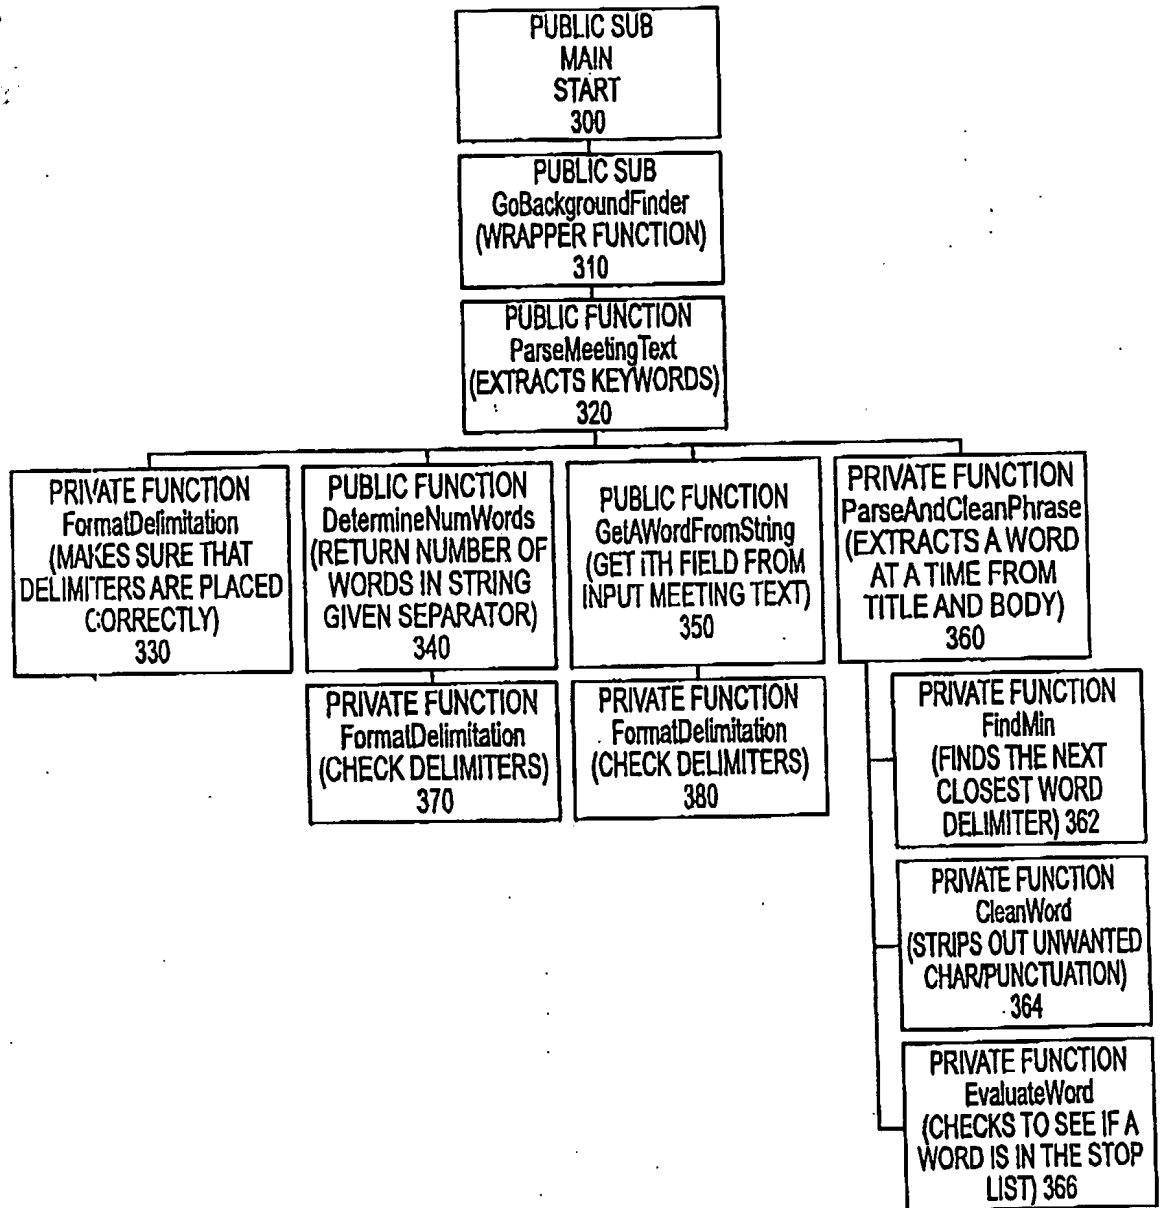 PUBLIC SUB
MAIN
START
300
PUBLIC SUB
GoBackgroundFinder
(WRAPPER FUNCTION)
310
PUBLIC FUNCTION
ParseMeetingText
(EXTRACTS KEYWORDS)
320
PRIVATE FUNCTION
FormatDelimitation
(MAKES SURE THAT
DELIMITERS ARE PLACED
CORRECTLY)
330
PUBLIC FUNCTION
DetermineNumWords
(RETURN NUMBER OF
WORDS IN STRING
GIVEN SEPARATOR)
340
PUBLIC FUNCTION
GetAWordFromString
(GET ITH FIELD FROM
INPUT MEETING TEXT)
350
PRIVATE FUNCTION
ParseAndCleanPhrase
(EXTRACTS A WORD
AT A TIME FROM
TITLE AND BODY)
360
PRIVATE FUNCTION
FormatDelimitation
(CHECK DELIMITERS)
370
PRIVATE FUNCTION
FormatDelimitation
(CHECK DELIMITERS)
380
PRIVATE FUNCTION
FindMin
(FINDS THE NEXT
CLOSEST WORD
DELIMITER) 362
PRIVATE FUNCTION
CleanWord
(STRIPS OUT UNWANTED
CHAR/PUNCTUATION)
364
PRIVATE FUNCTION
EvaluateWord
(CHECKS TO SEE IF A
WORD IS IN THE STOP
LIST) 366